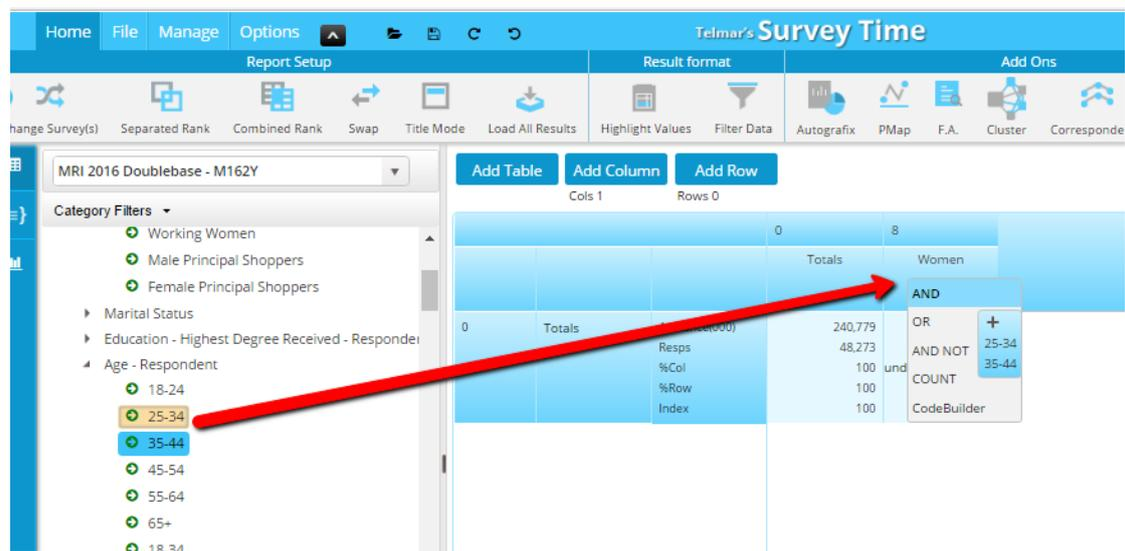 Home File Manage Options Telmar's Survey Time
Report Setup Result format Add Ons
hange Survey(s) Separated Rank Combined Rank Swap Title Mode Load All Results Highlight Values Filter Data Autografix PMap F.A. Cluster Corresponde
MRI 2016 Doublebase - M162Y
Category Filters
Working Women
Male Principal Shoppers
Female Principal Shoppers
Marital Status
Education - Highest Degree Received - Responder
Age - Respondent
18-24
25-34
35-44
45-54
55-64
65+
18-34
Add Table Add Column Add Row
Cols 1 Rows 0
0 8
Totals Women
0 Totals (000) 240,779
Resps 48,273
%Col 100 und
%Row 100
Index 100
AND
OR
AND NOT
COUNT
CodeBuilder
+
25-34
35-44